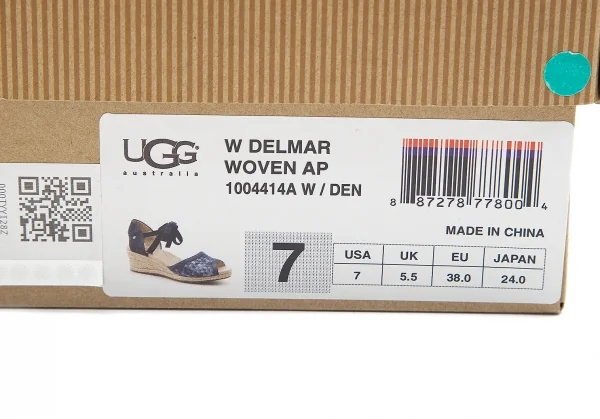 UGG
australia
W DELMAR
WOVEN AP
1004414A W / DEN
8 87278 77800 4
MADE IN CHINA
7
USA UK EU JAPAN
7 5.5 38.0 24.0